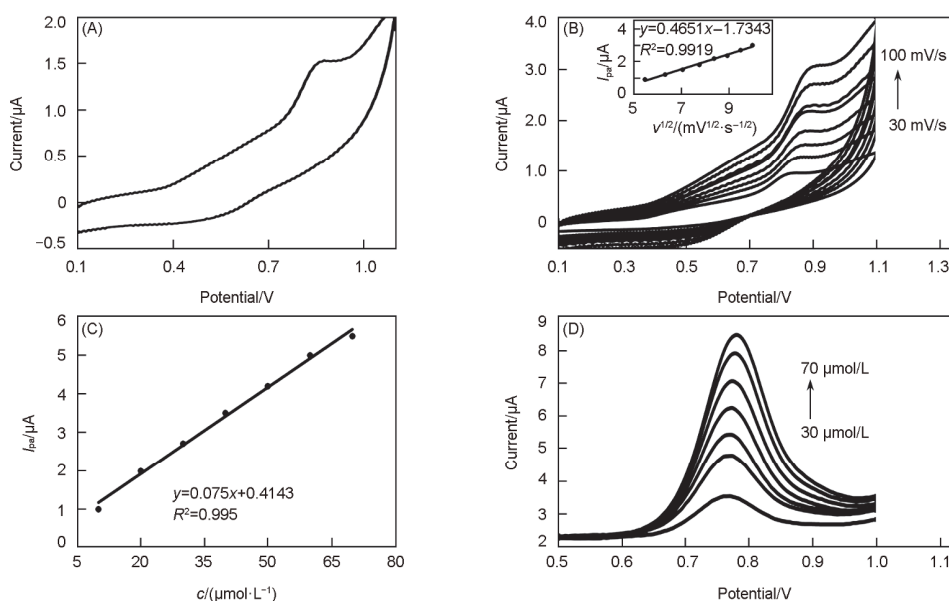 (A)
2.0
1.5
1.0
0.5
0
−0.5
Current/μA
0.1 0.4 0.7 1.0
Potential/V
(B)
4.0
3.0
2.0
1.0
0
Current/μA
y=0.4651x−1.7343
R²=0.9919
4
2
0
Iₚₐ/μA
5 7 9
v¹/²/(mV¹/²·s⁻¹/²)
100 mV/s
30 mV/s
0.1 0.3 0.5 0.7 0.9 1.1 1.3
Potential/V
(C)
6
5
4
3
2
1
0
Iₚₐ/μA
y=0.075x+0.4143
R²=0.995
5 20 35 50 65 80
c/(μmol·L⁻¹)
(D)
9
8
7
6
5
4
3
2
Current/μA
70 μmol/L
30 μmol/L
0.5 0.6 0.7 0.8 0.9 1.0 1.1
Potential/V